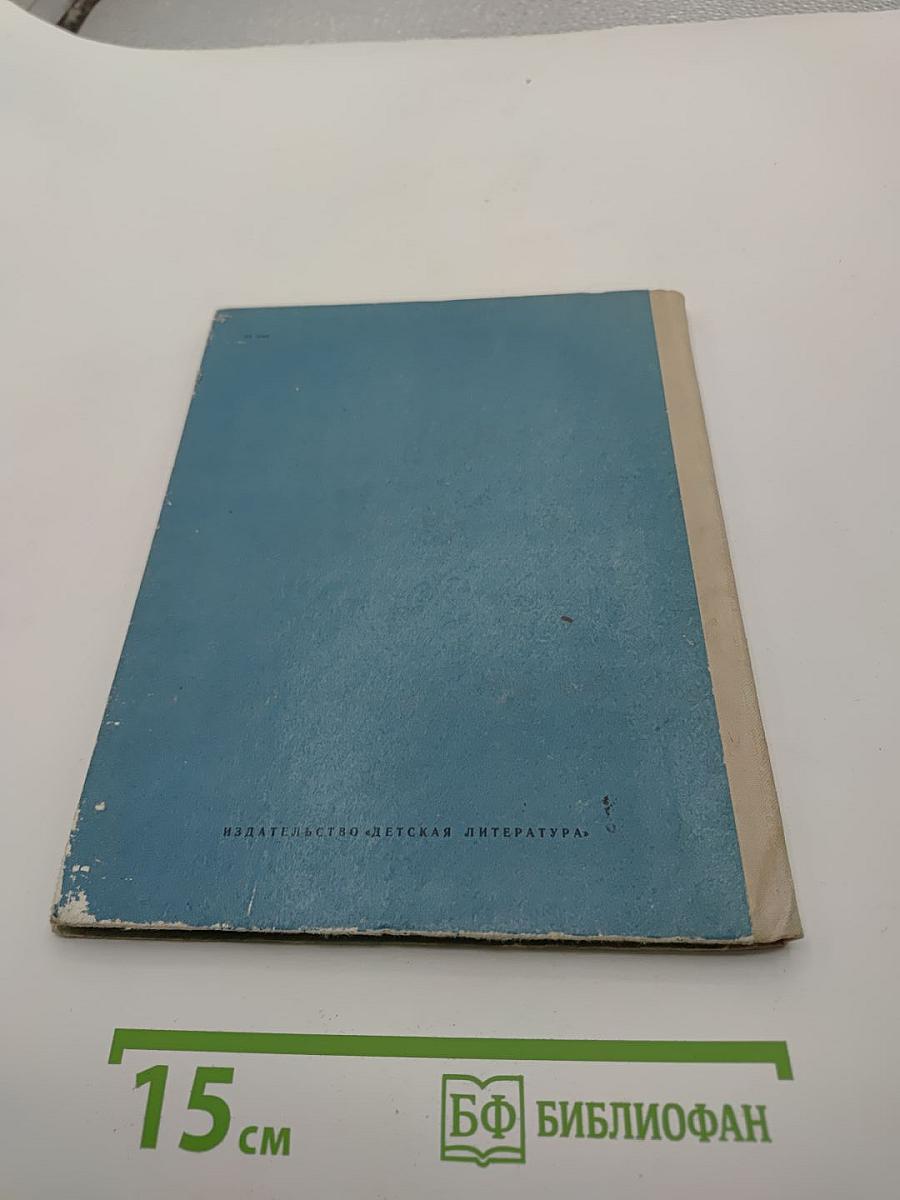 ИЗДАТЕЛЬСТВО «ДЕТСКАЯ ЛИТЕРАТУРА»
15 см
БФ БИБЛИОФАН